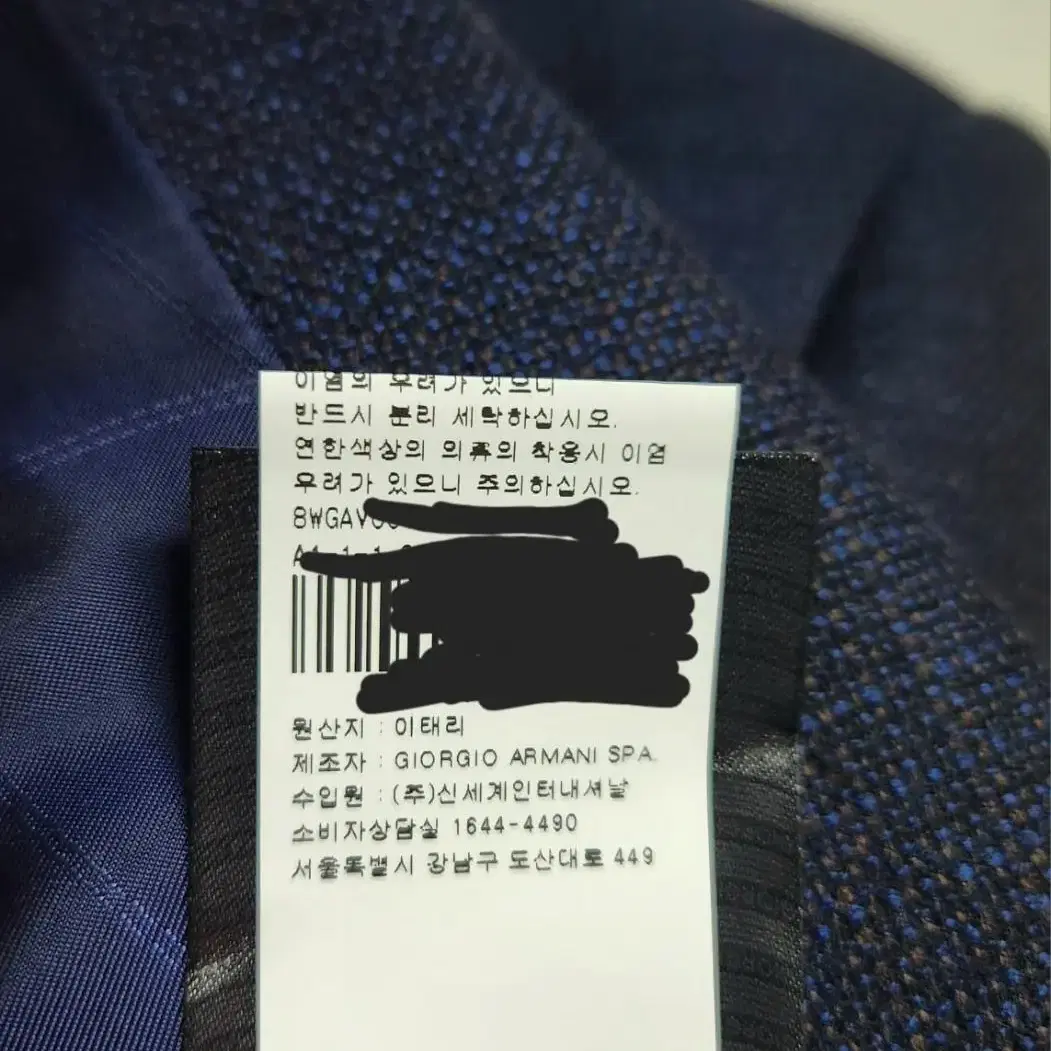 이염의 우려가 있으니
반드시 분리 세탁하십시오.
연한색상의 의류의 착용시 이염
우려가 있으니 주의하십시오.
8WGAV
원산지 : 이태리
제조자 : GIORGIO ARMANI SPA.
수입원 : (주)신세계인터내셔날
소비자상담실 1644-4490
서울특별시 강남구 도산대로 449